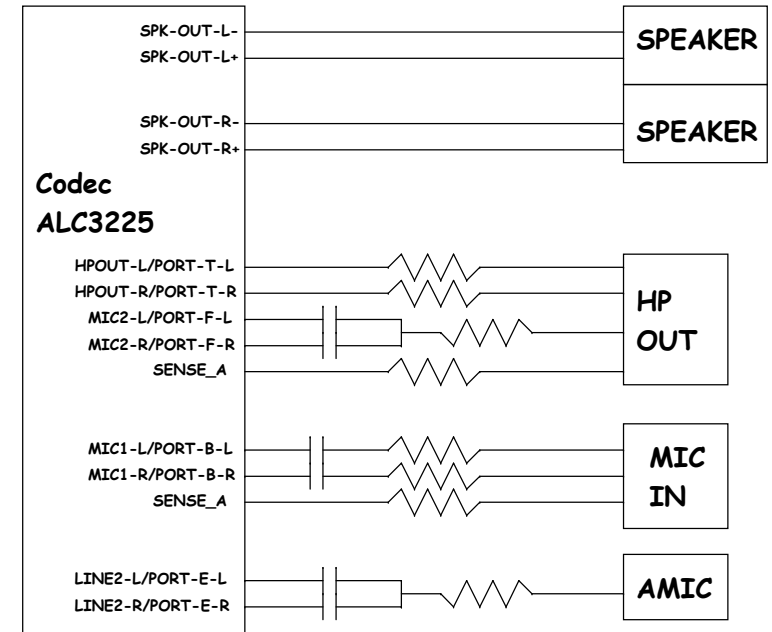 SPK-OUT-L-
SPK-OUT-L+
SPEAKER
SPK-OUT-R-
SPK-OUT-R+
SPEAKER
Codec
ALC3225
HPOUT-L/PORT-T-L
HPOUT-R/PORT-T-R
MIC2-L/PORT-F-L
MIC2-R/PORT-F-R
SENSE_A
HP
OUT
MIC1-L/PORT-B-L
MIC1-R/PORT-B-R
SENSE_A
MIC
IN
LINE2-L/PORT-E-L
LINE2-R/PORT-E-R
AMIC